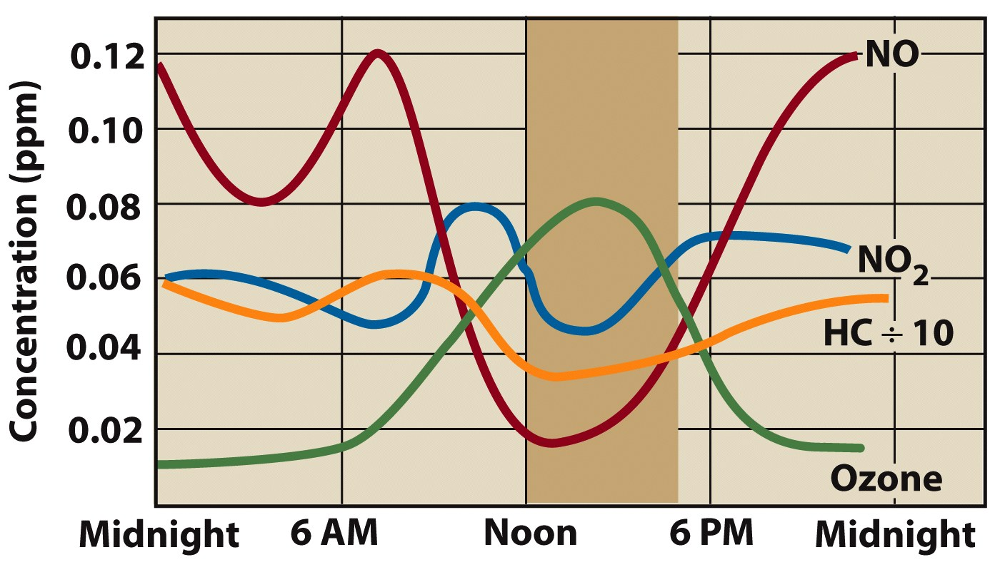 Concentration (ppm)
0.12
0.10
0.08
0.06
0.04
0.02
NO
NO₂
HC ÷ 10
Ozone
Midnight 6 AM Noon 6 PM Midnight